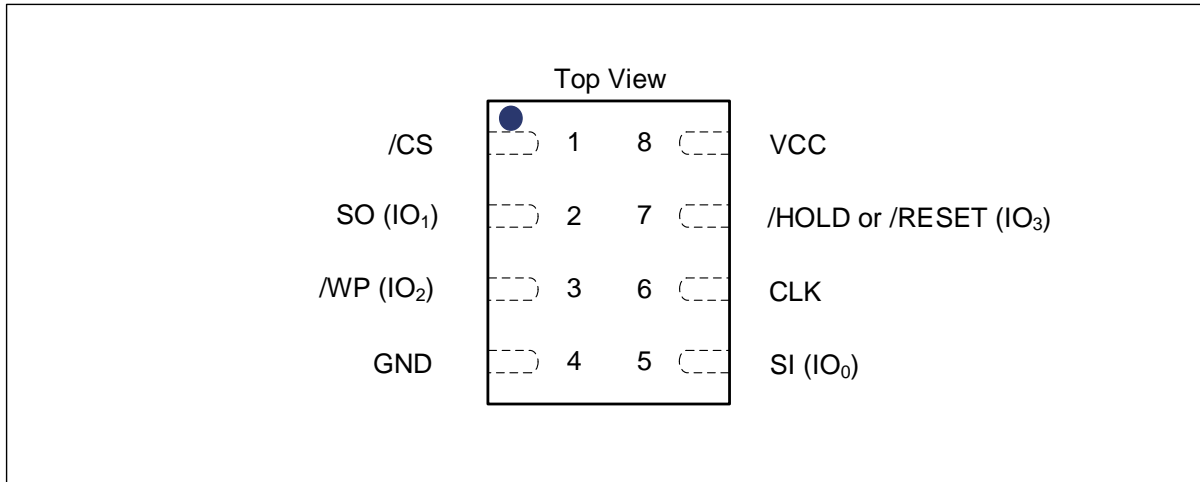 Top View
/CS 1 8 VCC
SO (IO₁) 2 7 /HOLD or /RESET (IO₃)
/WP (IO₂) 3 6 CLK
GND 4 5 SI (IO₀)